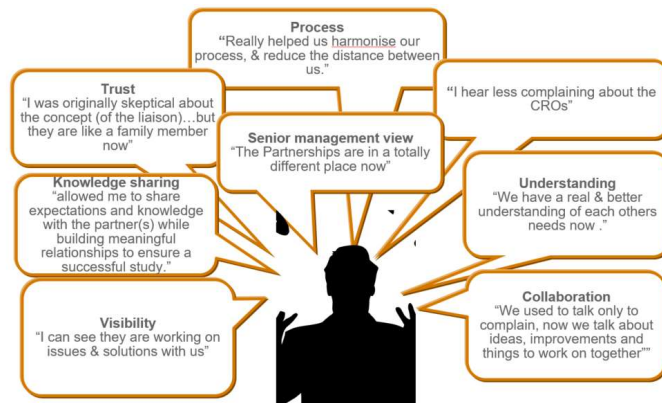 Process
“Really helped us harmonise our
process, & reduce the distance between
us.”
Trust
“I was originally skeptical about
the concept (of the liaison)…but
they are like a family member
now”
“I hear less complaining about the
CROs”
Senior management view
“The Partnerships are in a totally
different place now”
Knowledge sharing
“allowed me to share
expectations and knowledge
with the partner(s) while
building meaningful
relationships to ensure a
successful study.”
Understanding
“We have a real & better
understanding of each others
needs now .”
Visibility
“I can see they are working on
issues & solutions with us”
Collaboration
“We used to talk only to
complain, now we talk about
ideas, improvements and
things to work on together””